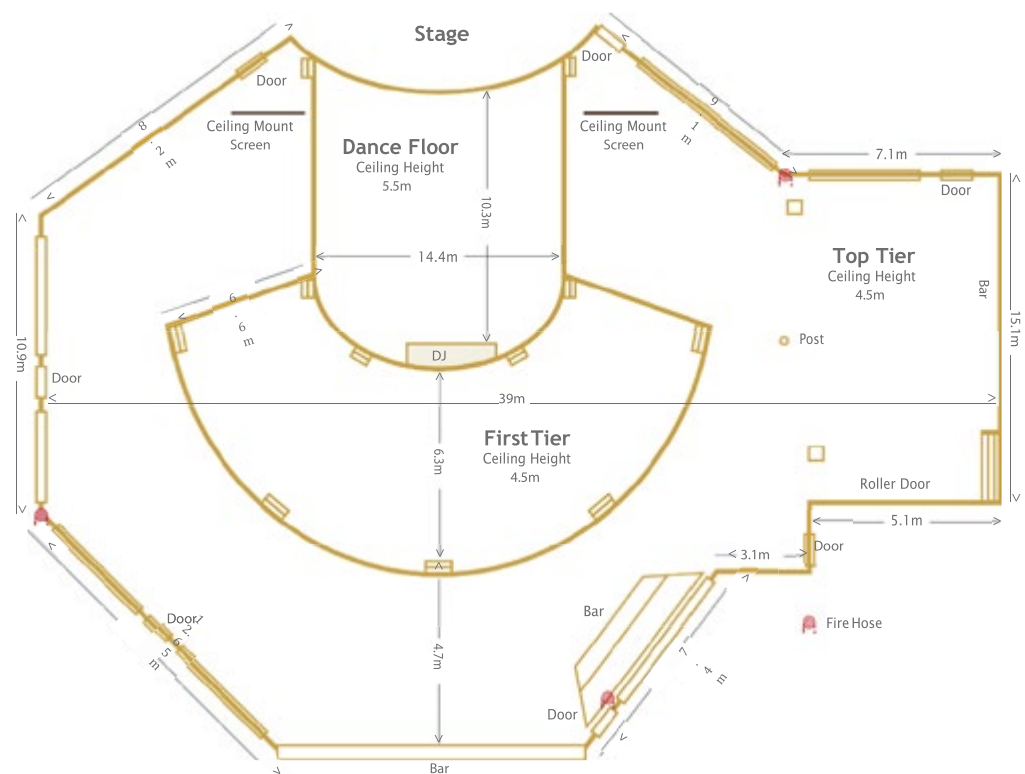 Stage
Door
Door
8.2m
9.1m
Ceiling Mount
Screen
Ceiling Mount
Screen
Dance Floor
Ceiling Height
5.5m
7.1m
Door
10.3m
14.4m
Top Tier
Ceiling Height
4.5m
Bar
6.6m
10.9m
15.1m
Post
DJ
Door
39m
First Tier
Ceiling Height
4.5m
6.3m
Roller Door
5.1m
3.1m
Door
Bar
Door
Fire Hose
4.7m
7.4m
Door
Bar